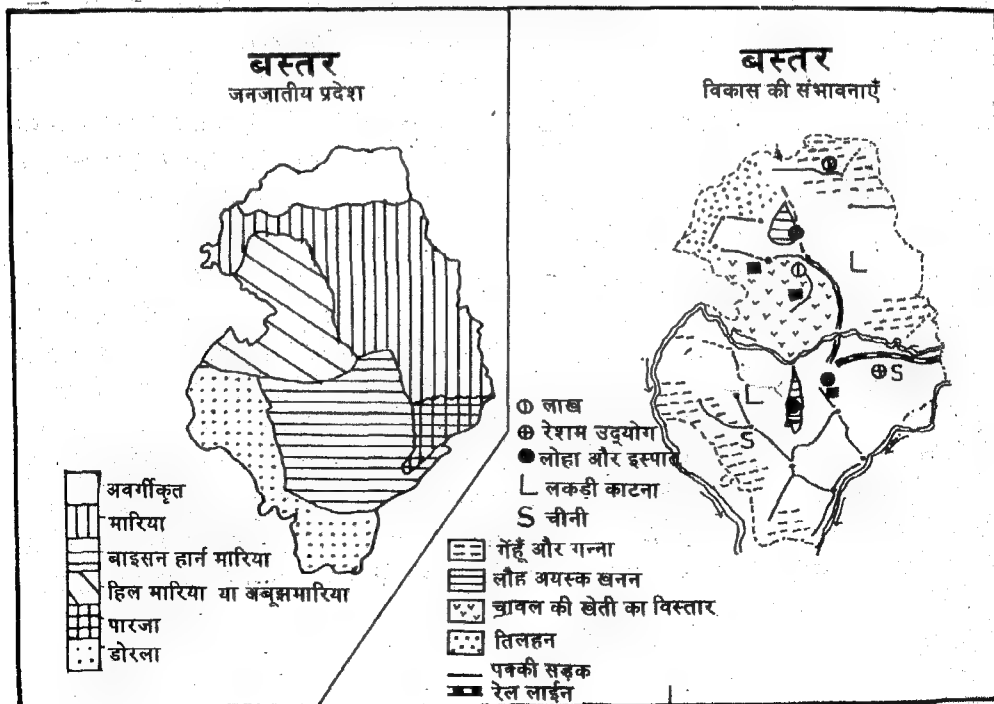 बस्तर
जनजातीय प्रदेश
अवर्गीकृत
मारिया
बाइसन हार्न मारिया
हिल मारिया या अबूझमारिया
पारजा
डोरला
बस्तर
विकास की संभावनाएँ
L
L
S
S
लाख
रेशम उद्योग
लोहा और इस्पात
L लकड़ी काटना
S चीनी
गेंहूँ और गन्ना
लौह अयस्क खनन
चावल की खेती का विस्तार
तिलहन
पक्की सड़क
रेल लाईन